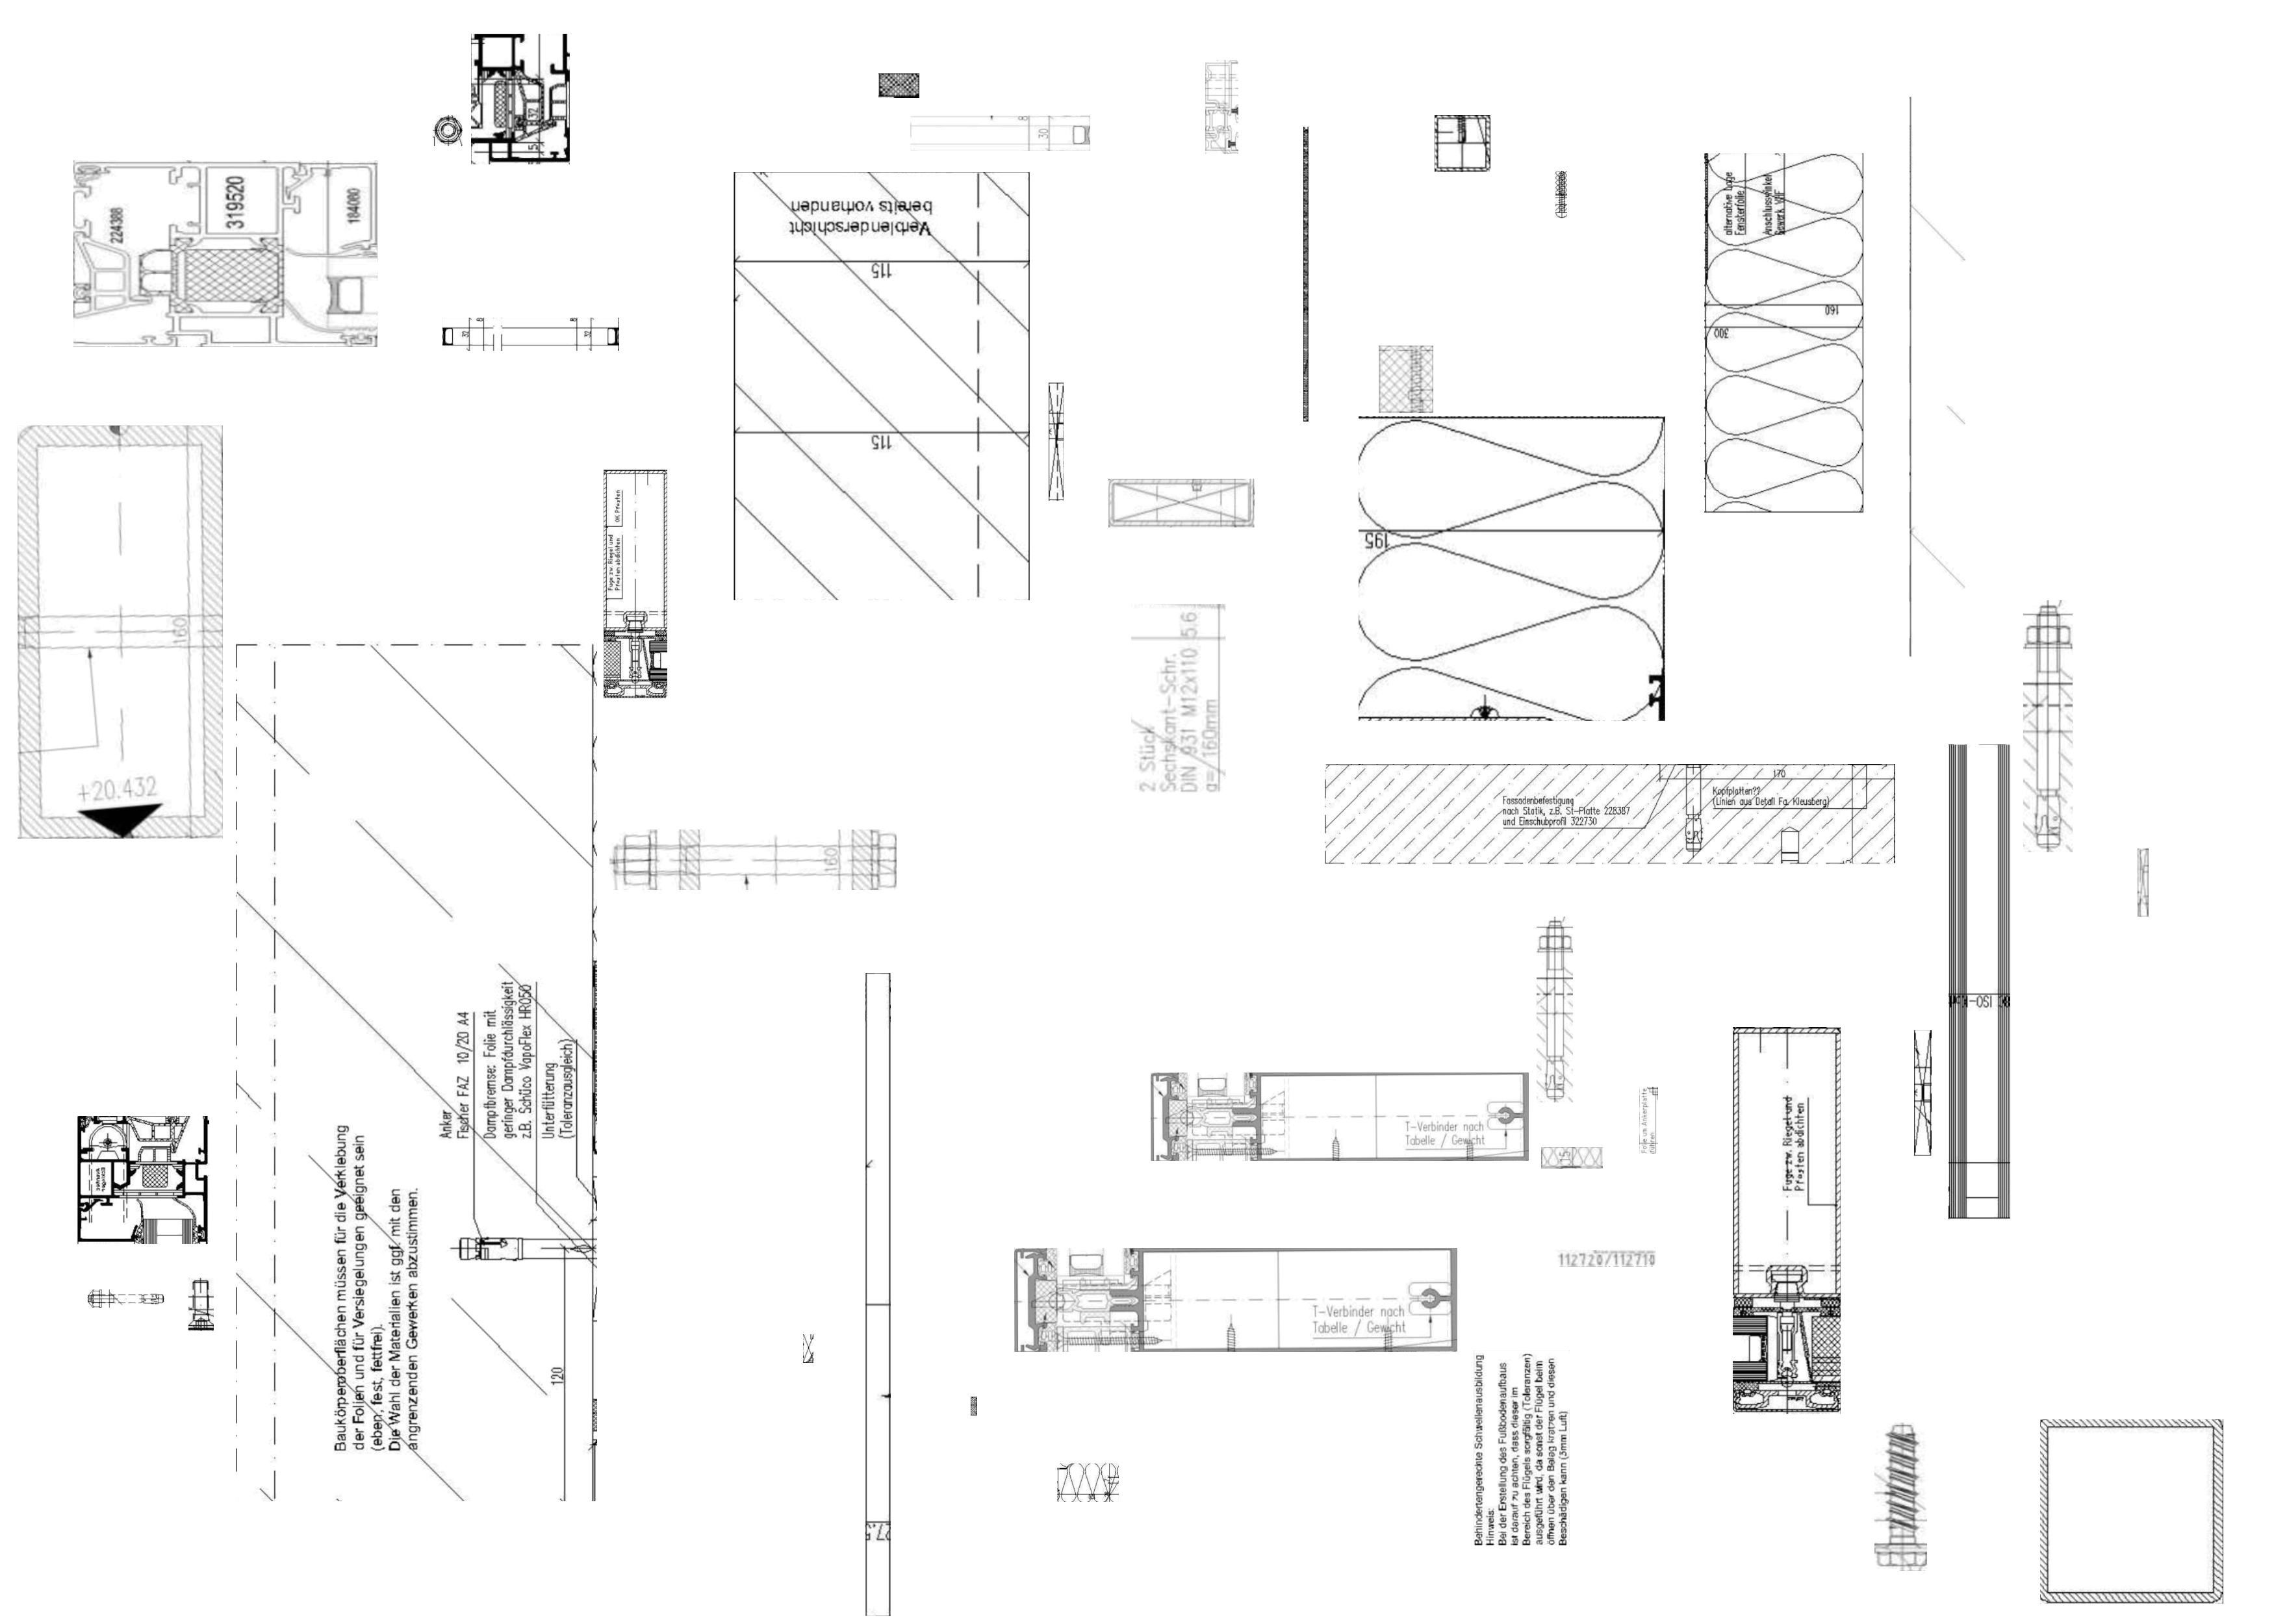 224388
319520
184080
32
5
32
8
8
32
8
30
Verblenderschicht
bereits vorhanden
115
115
alternative Lage
Fensterfolie
Anschlusswinkel
160
300
195
OK Pfosten
Fuge zw. Riegel und
Pfosten abdichten
160
+20.432
2 Stück
Sechskant-Schr.
DIN 931 M12x110 5.6
a=160mm
170
Fassadenbefestigung
nach Statik, z.B. St-Platte 228387
und Einschubprofil 322730
Kopfplatten??
(Linien aus Detail Fa. Kleusberg)
160
Anker
Fischer FAZ 10/20 A4
Dampfbremse: Folie mit
geringer Dampfdurchlässigkeit
z.B. Schüco VapoFlex HR050
Unterfütterung
(Toleranzausgleich)
Baukörperoberflächen müssen für die Verklebung
der Folien und für Versiegelungen geeignet sein
(eben, fest, fettfrei).
Die Wahl der Materialien ist ggf. mit den
angrenzenden Gewerken abzustimmen.
120
27.5
T-Verbinder nach
Tabelle / Gewicht
15
T-Verbinder nach
Tabelle / Gewicht
112720/112710
Fuge zw. Riegel und
Pfosten abdichten
ISO-
Behindertengerechte Schwellenausbildung
Hinweis:
Bei der Erstellung des Fußbodenaufbaus
ist darauf zu achten, dass dieser im
Bereich des Flügels sorgfältig (Toleranzen)
ausgeführt wird, da sonst der Flügel beim
öffnen über den Belag kratzen und diesen
Beschädigen kann (3mm Luft)